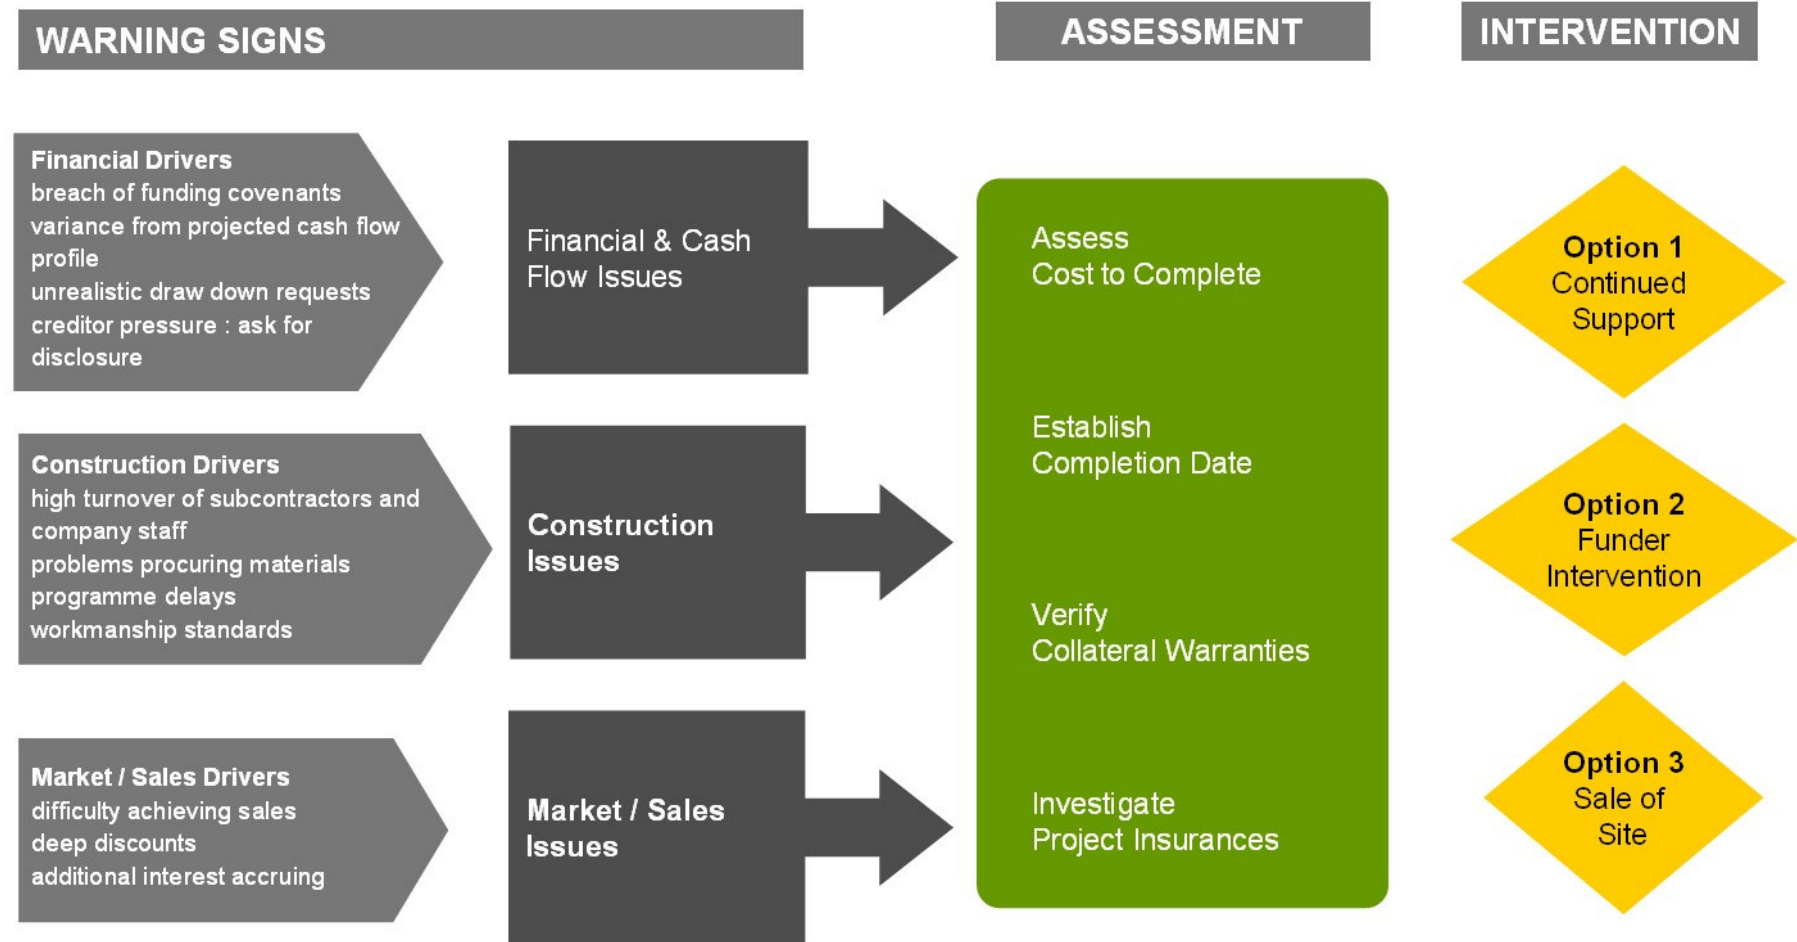 WARNING SIGNS
ASSESSMENT
INTERVENTION
Financial Drivers
breach of funding covenants
variance from projected cash flow
profile
unrealistic draw down requests
creditor pressure : ask for
disclosure
Financial & Cash
Flow Issues
Construction Drivers
high turnover of subcontractors and
company staff
problems procuring materials
programme delays
workmanship standards
Construction
Issues
Market / Sales Drivers
difficulty achieving sales
deep discounts
additional interest accruing
Market / Sales
Issues
Assess
Cost to Complete
Establish
Completion Date
Verify
Collateral Warranties
Investigate
Project Insurances
Option 1
Continued
Support
Option 2
Funder
Intervention
Option 3
Sale of
Site